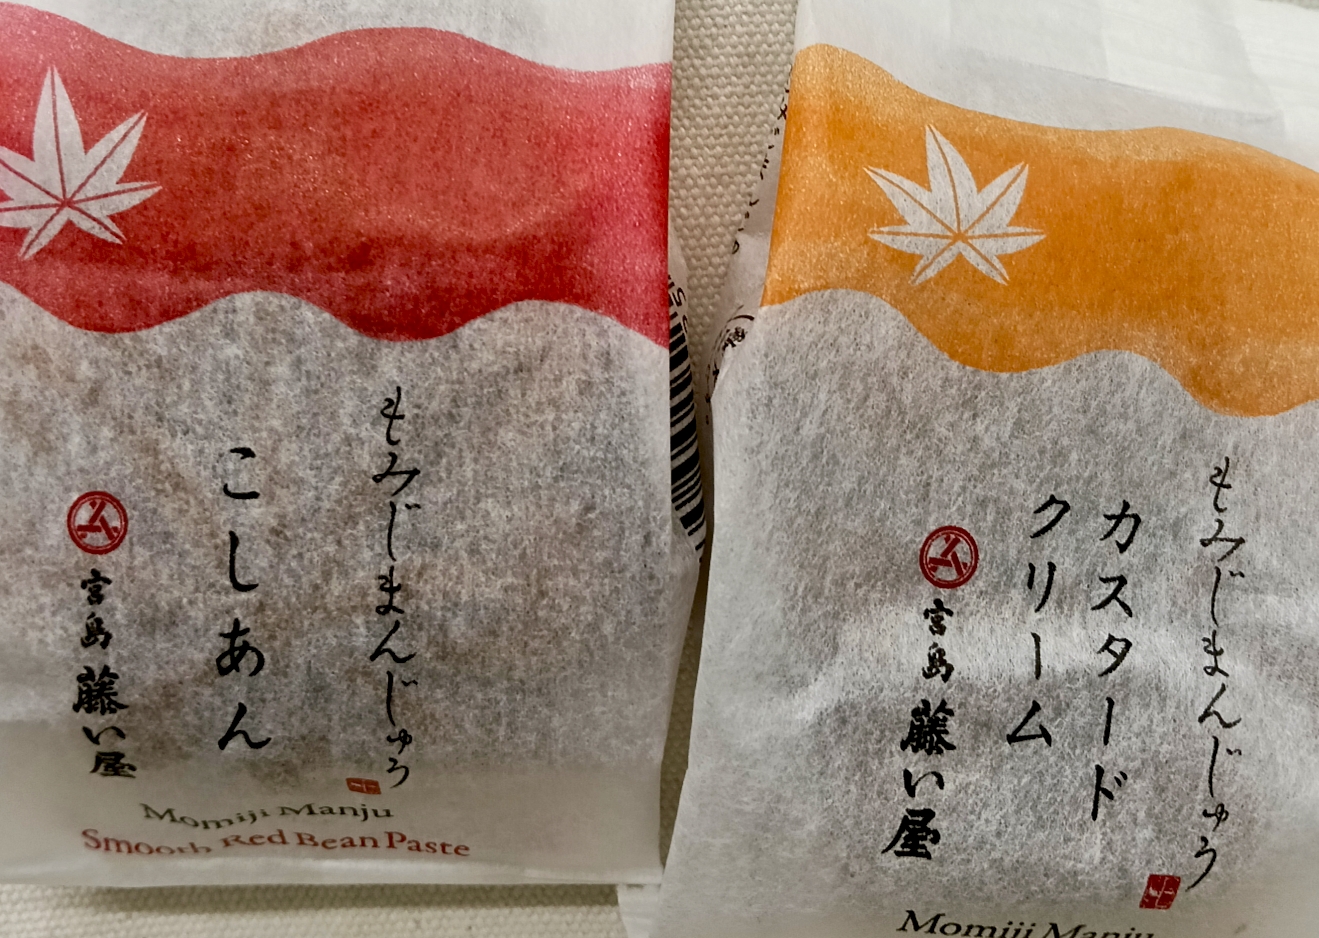 もみじまんじゅう
こしあん
宮島 藤い屋
Momiji Manju
Smooth Red Bean Paste
もみじまんじゅう
カスタード
クリーム
宮島 藤い屋
Momiji Manju